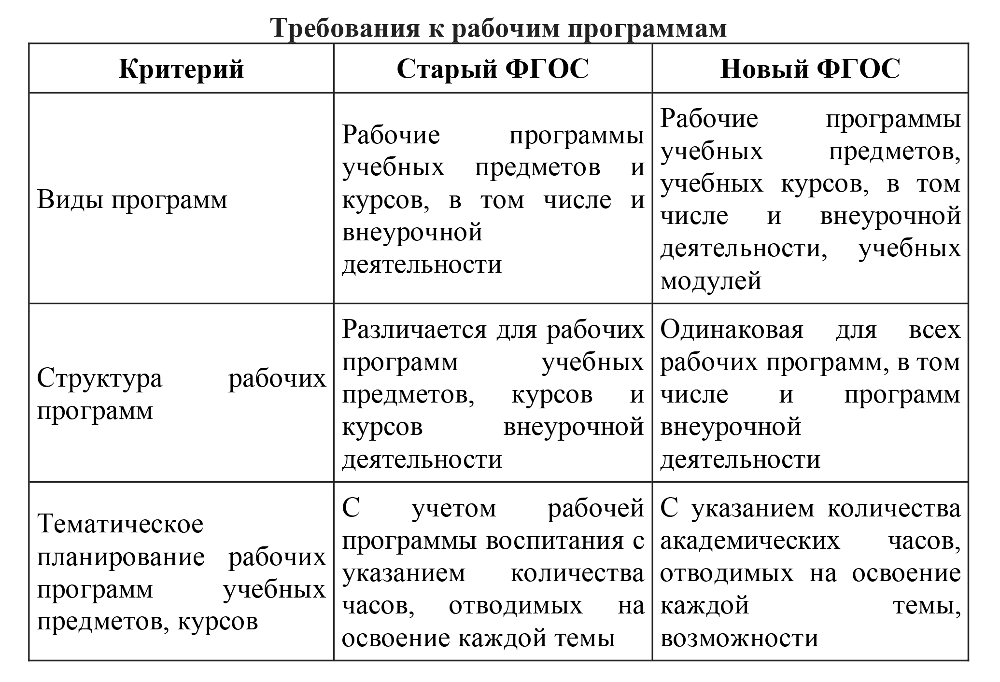 Требования к рабочим программам
Критерий
Старый ФГОС
Новый ФГОС
Виды программ
Рабочие программы
учебных предметов и
курсов, в том числе и
внеурочной
деятельности
Рабочие программы
учебных предметов,
учебных курсов, в том
числе и внеурочной
деятельности, учебных
модулей
Структура рабочих
программ
Различается для рабочих
программ учебных
предметов, курсов и
курсов внеурочной
деятельности
Одинаковая для всех
рабочих программ, в том
числе и программ
внеурочной
деятельности
Тематическое
планирование рабочих
программ учебных
предметов, курсов
С учетом рабочей
программы воспитания с
указанием количества
часов, отводимых на
освоение каждой темы
С указанием количества
академических часов,
отводимых на освоение
каждой темы,
возможности